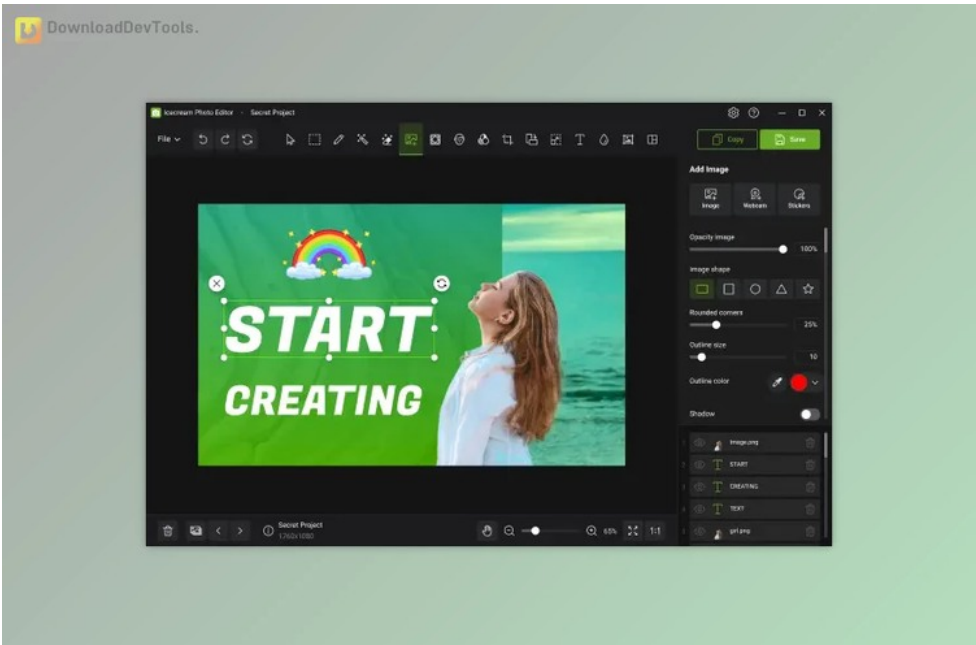 DownloadDevTools.
Icecream Photo Editor - Secret Project
File
Copy
Save
Add Image
Image
Webcam
Stickers
Opacity image
100%
Image shape
Rounded corners
25%
Outline size
10
Outline color
Shadow
START
CREATING
Image.png
START
CREATING
TEXT
girl.png
Secret Project
1760x1080
65%
1:1